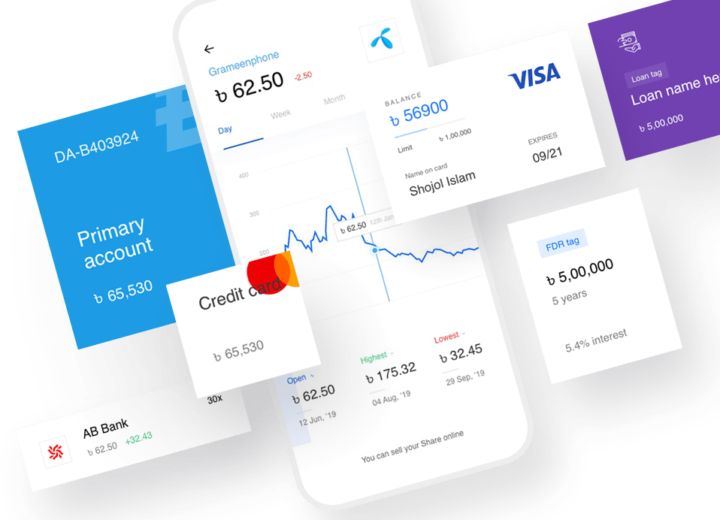 Grameenphone
৳ 62.50 -2.50
Day Week Month
400
300
200
৳ 62.50 12th Jan
Open -
৳ 62.50
12 Jun, '19
Highest -
৳ 175.32
04 Aug, '19
Lowest -
৳ 32.45
29 Sep, '19
You can sell your Share online
DA-B403924
Primary
account
৳ 65,530
Credit card
৳ 65,530
AB Bank
৳ 62.50 +32.43
30x
BALANCE
৳ 56900
VISA
Limit ৳ 1,00,000
Name on card
Shojol Islam
EXPIRES
09/21
Loan tag
Loan name he
৳ 5,00,000
FDR tag
৳ 5,00,000
5 years
5.4% interest